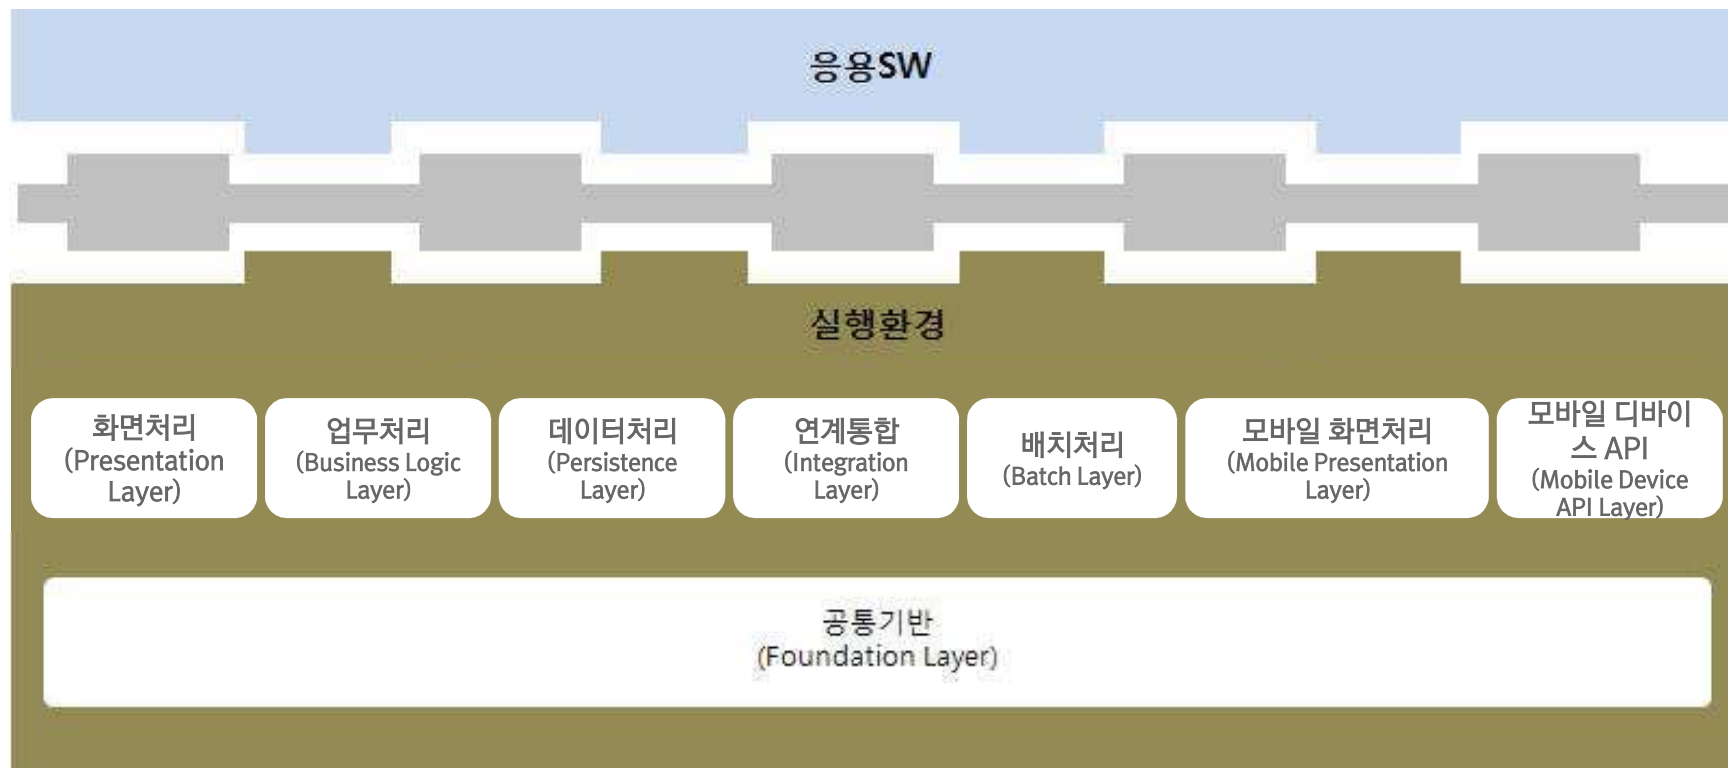 응용SW
실행환경
화면처리
(Presentation
Layer)
업무처리
(Business Logic
Layer)
데이터처리
(Persistence
Layer)
연계통합
(Integration
Layer)
배치처리
(Batch Layer)
모바일 화면처리
(Mobile Presentation
Layer)
모바일 디바이
스 API
(Mobile Device
API Layer)
공통기반
(Foundation Layer)